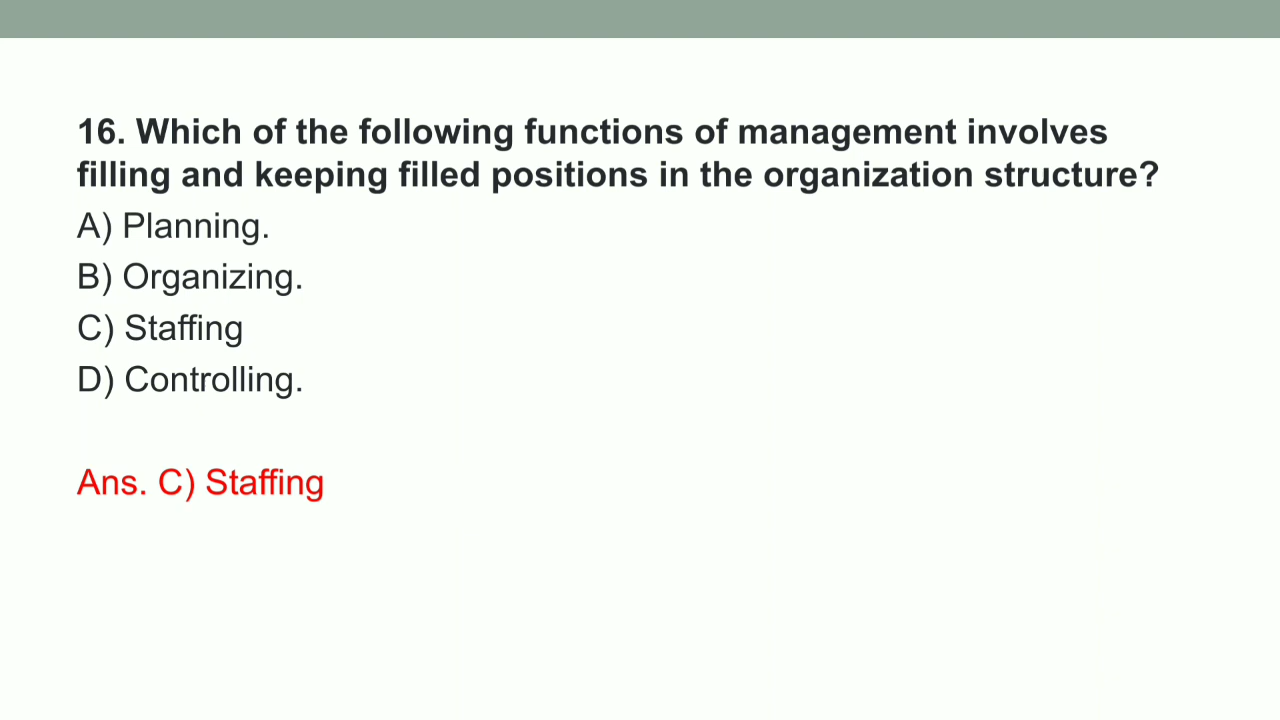 16. Which of the following functions of management involves
filling and keeping filled positions in the organization structure?
A) Planning.
B) Organizing.
C) Staffing
D) Controlling.
Ans. C) Staffing